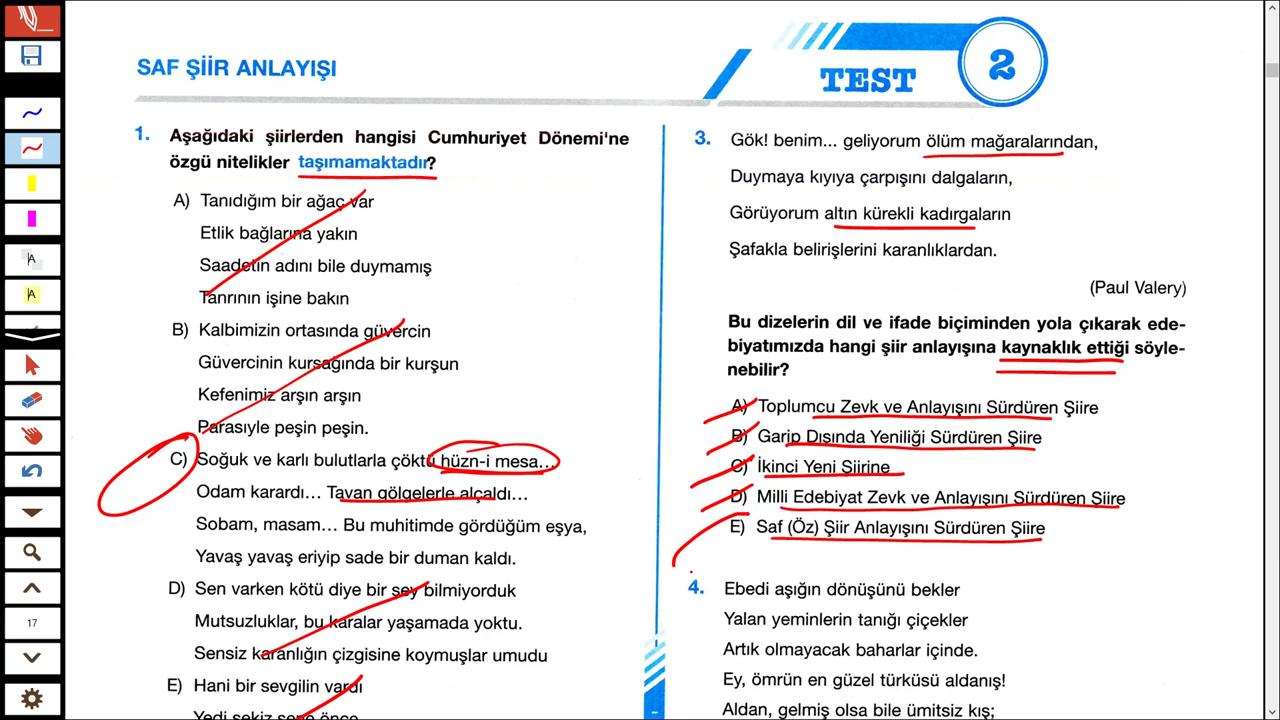 SAF ŞİİR ANLAYIŞI
TEST 2
1. Aşağıdaki şiirlerden hangisi Cumhuriyet Dönemi'ne
özgü nitelikler taşımamaktadır?
A) Tanıdığım bir ağaç var
Etlik bağlarına yakın
Saadetin adını bile duymamış
Tanrının işine bakın
B) Kalbimizin ortasında güvercin
Güvercinin kursağında bir kurşun
Kefenimiz arşın arşın
Parasıyle peşin peşin.
C) Soğuk ve karlı bulutlarla çöktü hüzn-i mesa...
Odam karardı... Tavan gölgelerle alçaldı...
Sobam, masam... Bu muhitimde gördüğüm eşya,
Yavaş yavaş eriyip sade bir duman kaldı.
D) Sen varken kötü diye bir şey bilmiyorduk
Mutsuzluklar, bu karalar yaşamada yoktu.
Sensiz karanlığın çizgisine koymuşlar umudu
E) Hani bir sevgilin vardı
Yedi sekiz sene önce
3. Gök! benim... geliyorum ölüm mağaralarından,
Duymaya kıyıya çarpışını dalgaların,
Görüyorum altın kürekli kadırgaların
Şafakla belirişlerini karanlıklardan.
(Paul Valery)
Bu dizelerin dil ve ifade biçiminden yola çıkarak ede-
biyatımızda hangi şiir anlayışına kaynaklık ettiği söyle-
nebilir?
A) Toplumcu Zevk ve Anlayışını Sürdüren Şiire
B) Garip Dışında Yeniliği Sürdüren Şiire
C) İkinci Yeni Şiirine
D) Milli Edebiyat Zevk ve Anlayışını Sürdüren Şiire
E) Saf (Öz) Şiir Anlayışını Sürdüren Şiire
4. Ebedi aşığın dönüşünü bekler
Yalan yeminlerin tanığı çiçekler
Artık olmayacak baharlar içinde.
Ey, ömrün en güzel türküsü aldanış!
Aldan, gelmiş olsa bile ümitsiz kış;
A
A
17